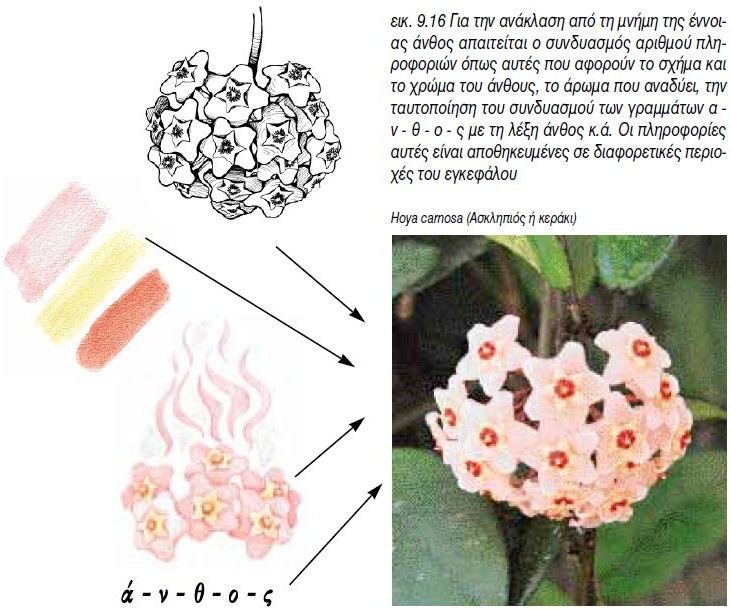 εικ. 9.16 Για την ανάκλαση από τη μνήμη της έννοι-
ας άνθος απαιτείται ο συνδυασμός αριθμού πλη-
ροφοριών όπως αυτές που αφορούν το σχήμα και
το χρώμα του άνθους, το άρωμα που αναδύει, την
ταυτοποίηση του συνδυασμού των γραμμάτων α -
ν - θ - ο - ς με τη λέξη άνθος κ.ά. Οι πληροφορίες
αυτές είναι αποθηκευμένες σε διαφορετικές περιο-
χές του εγκεφάλου
Hoya carnosa (Ασκληπιός ή κεράκι)
ά - ν - θ - ο - ς